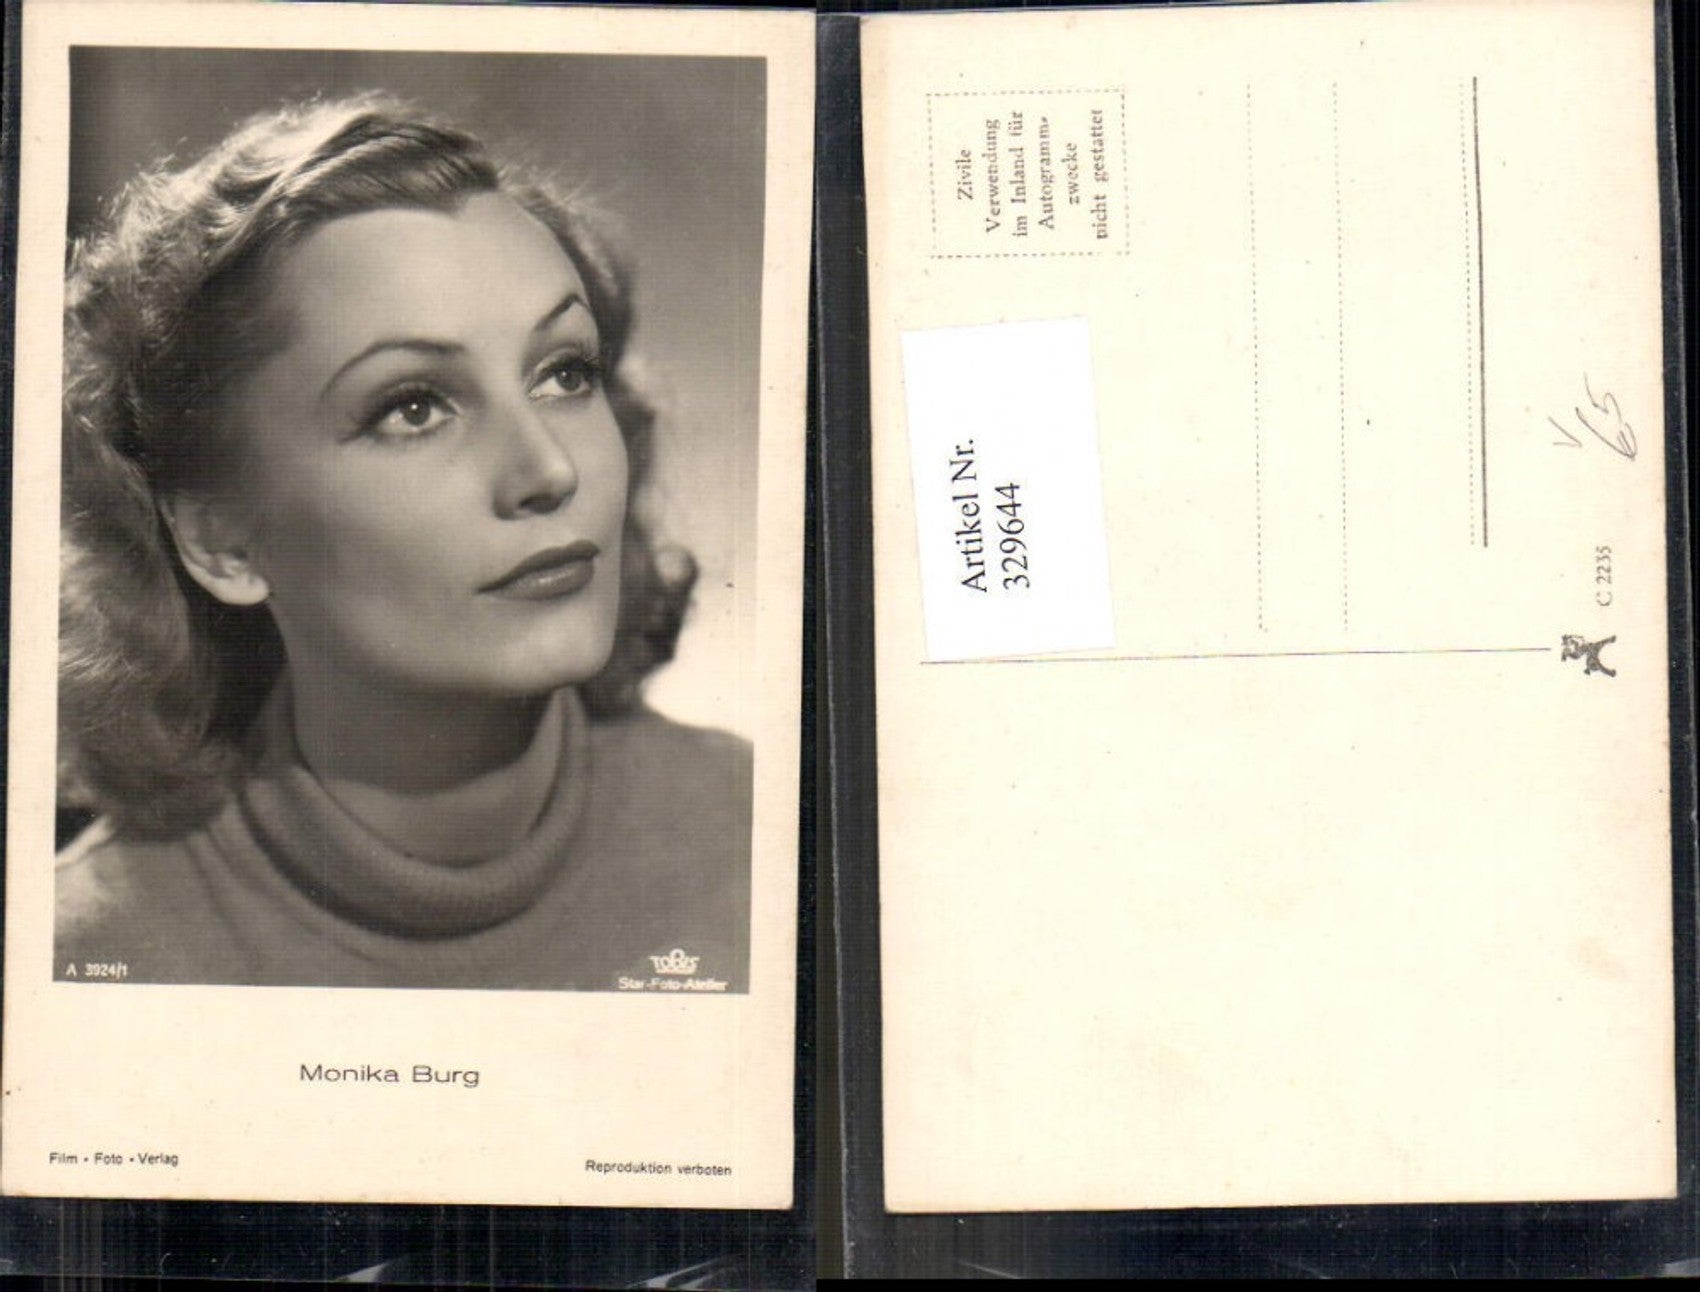 A 3924/1
TOBIS
Star-Foto-Atelier
Monika Burg
Film • Foto • Verlag
Reproduktion verboten
Zivile
Verwendung
im Inland für
Autogramm-
zwecke
nicht gestattet
Artikel Nr.
329644
C 2235
V
65